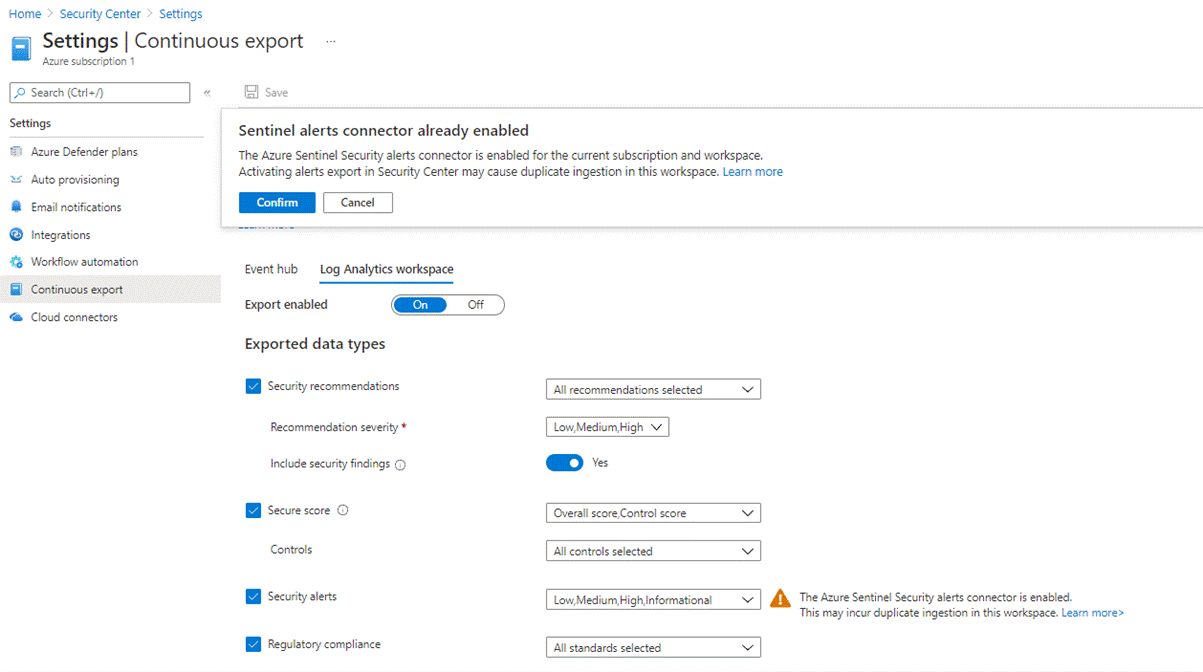 Home > Security Center > Settings
Settings | Continuous export ...
Azure subscription 1
Search (Ctrl+/)
«
Save
Settings
Azure Defender plans
Auto provisioning
Email notifications
Integrations
Workflow automation
Continuous export
Cloud connectors
Sentinel alerts connector already enabled
The Azure Sentinel Security alerts connector is enabled for the current subscription and workspace.
Activating alerts export in Security Center may cause duplicate ingestion in this workspace. Learn more
Confirm Cancel
Event hub Log Analytics workspace
Export enabled On Off
Exported data types
Security recommendations All recommendations selected
Recommendation severity * Low,Medium,High
Include security findings Yes
Secure score Overall score,Control score
Controls All controls selected
Security alerts Low,Medium,High,Informational
The Azure Sentinel Security alerts connector is enabled.
This may incur duplicate ingestion in this workspace. Learn more>
Regulatory compliance All standards selected